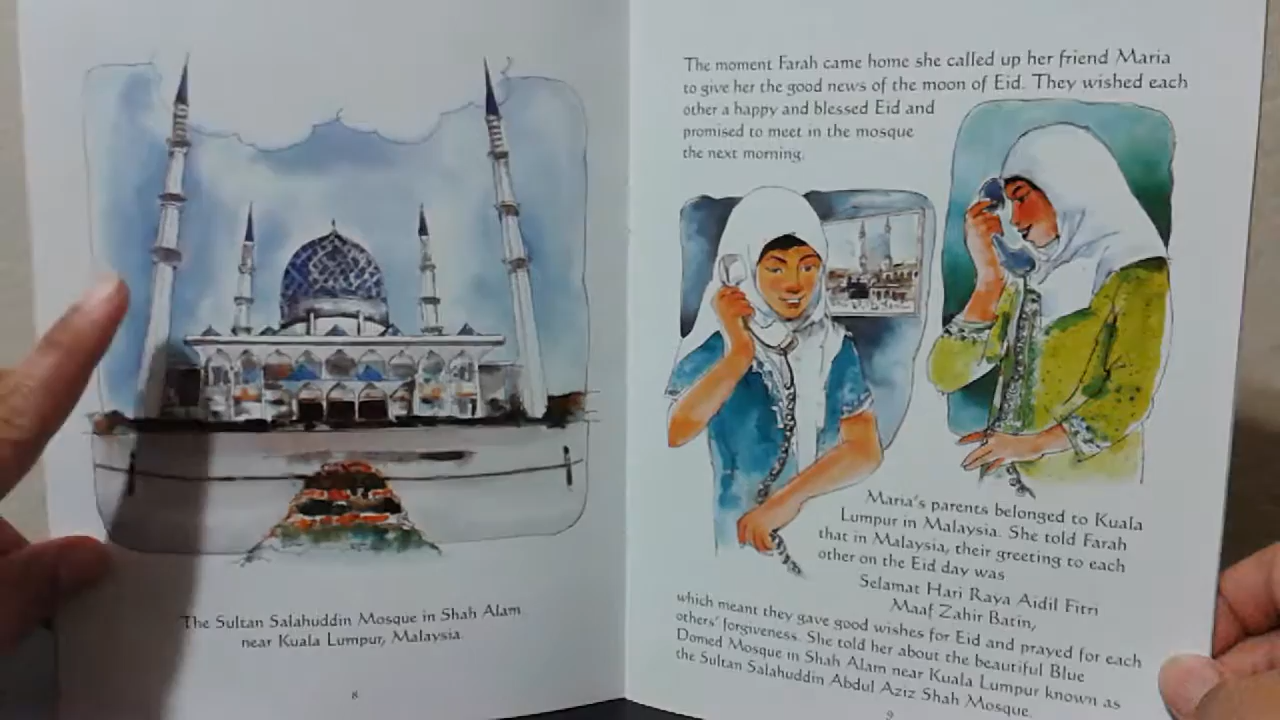 The Sultan Salahuddin Mosque in Shah Alam
near Kuala Lumpur, Malaysia.
8
The moment Farah came home she called up her friend Maria
to give her the good news of the moon of Eid. They wished each
other a happy and blessed Eid and
promised to meet in the mosque
the next morning.
Maria's parents belonged to Kuala
Lumpur in Malaysia. She told Farah
that in Malaysia, their greeting to each
other on the Eid day was
Selamat Hari Raya Aidil Fitri
Maaf Zahir Batin,
which meant they gave good wishes for Eid and prayed for each
others' forgiveness. She told her about the beautiful Blue
Domed Mosque in Shah Alam near Kuala Lumpur known as
the Sultan Salahuddin Abdul Aziz Shah Mosque.
9